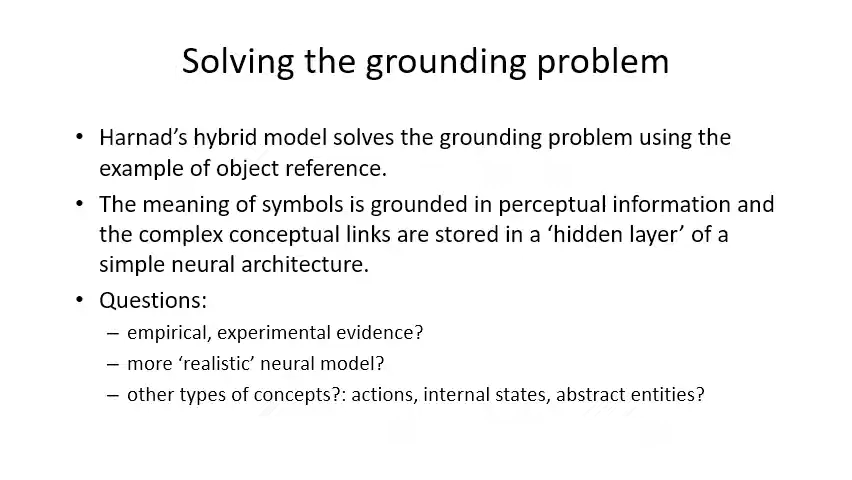 Solving the grounding problem
• Harnad’s hybrid model solves the grounding problem using the
example of object reference.
• The meaning of symbols is grounded in perceptual information and
the complex conceptual links are stored in a ‘hidden layer’ of a
simple neural architecture.
• Questions:
– empirical, experimental evidence?
– more ‘realistic’ neural model?
– other types of concepts?: actions, internal states, abstract entities?